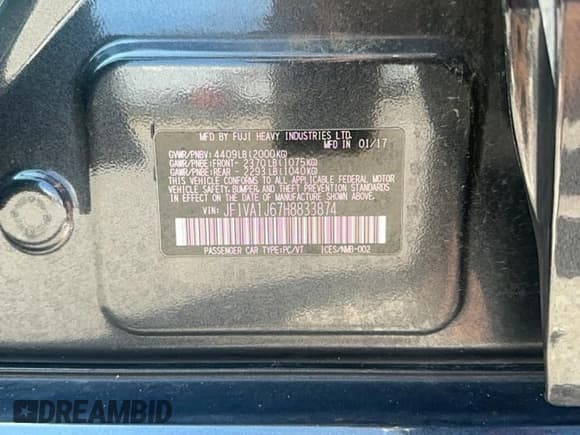 MFD BY FUJI HEAVY INDUSTRIES LTD.
MFD IN 01/17
GVWR/PNBV: 4409LB(2000KG)
GAWR/PNBE:FRONT- 2370LB(1075KG)
GAWR/PNBE:REAR - 2293LB(1040KG)
THIS VEHICLE CONFORMS TO ALL APPLICABLE FEDERAL MOTOR VEHICLE
SAFETY, BUMPER, AND THEFT PREVENTION STANDARDS
IN EFFECT ON THE DATE OF MANUFACTURE SHOWN ABOVE.
VIN: JF1VA1J67H8833874
PASSENGER CAR TYPE:PC/VT ICES/NMB-002
DREAMBID